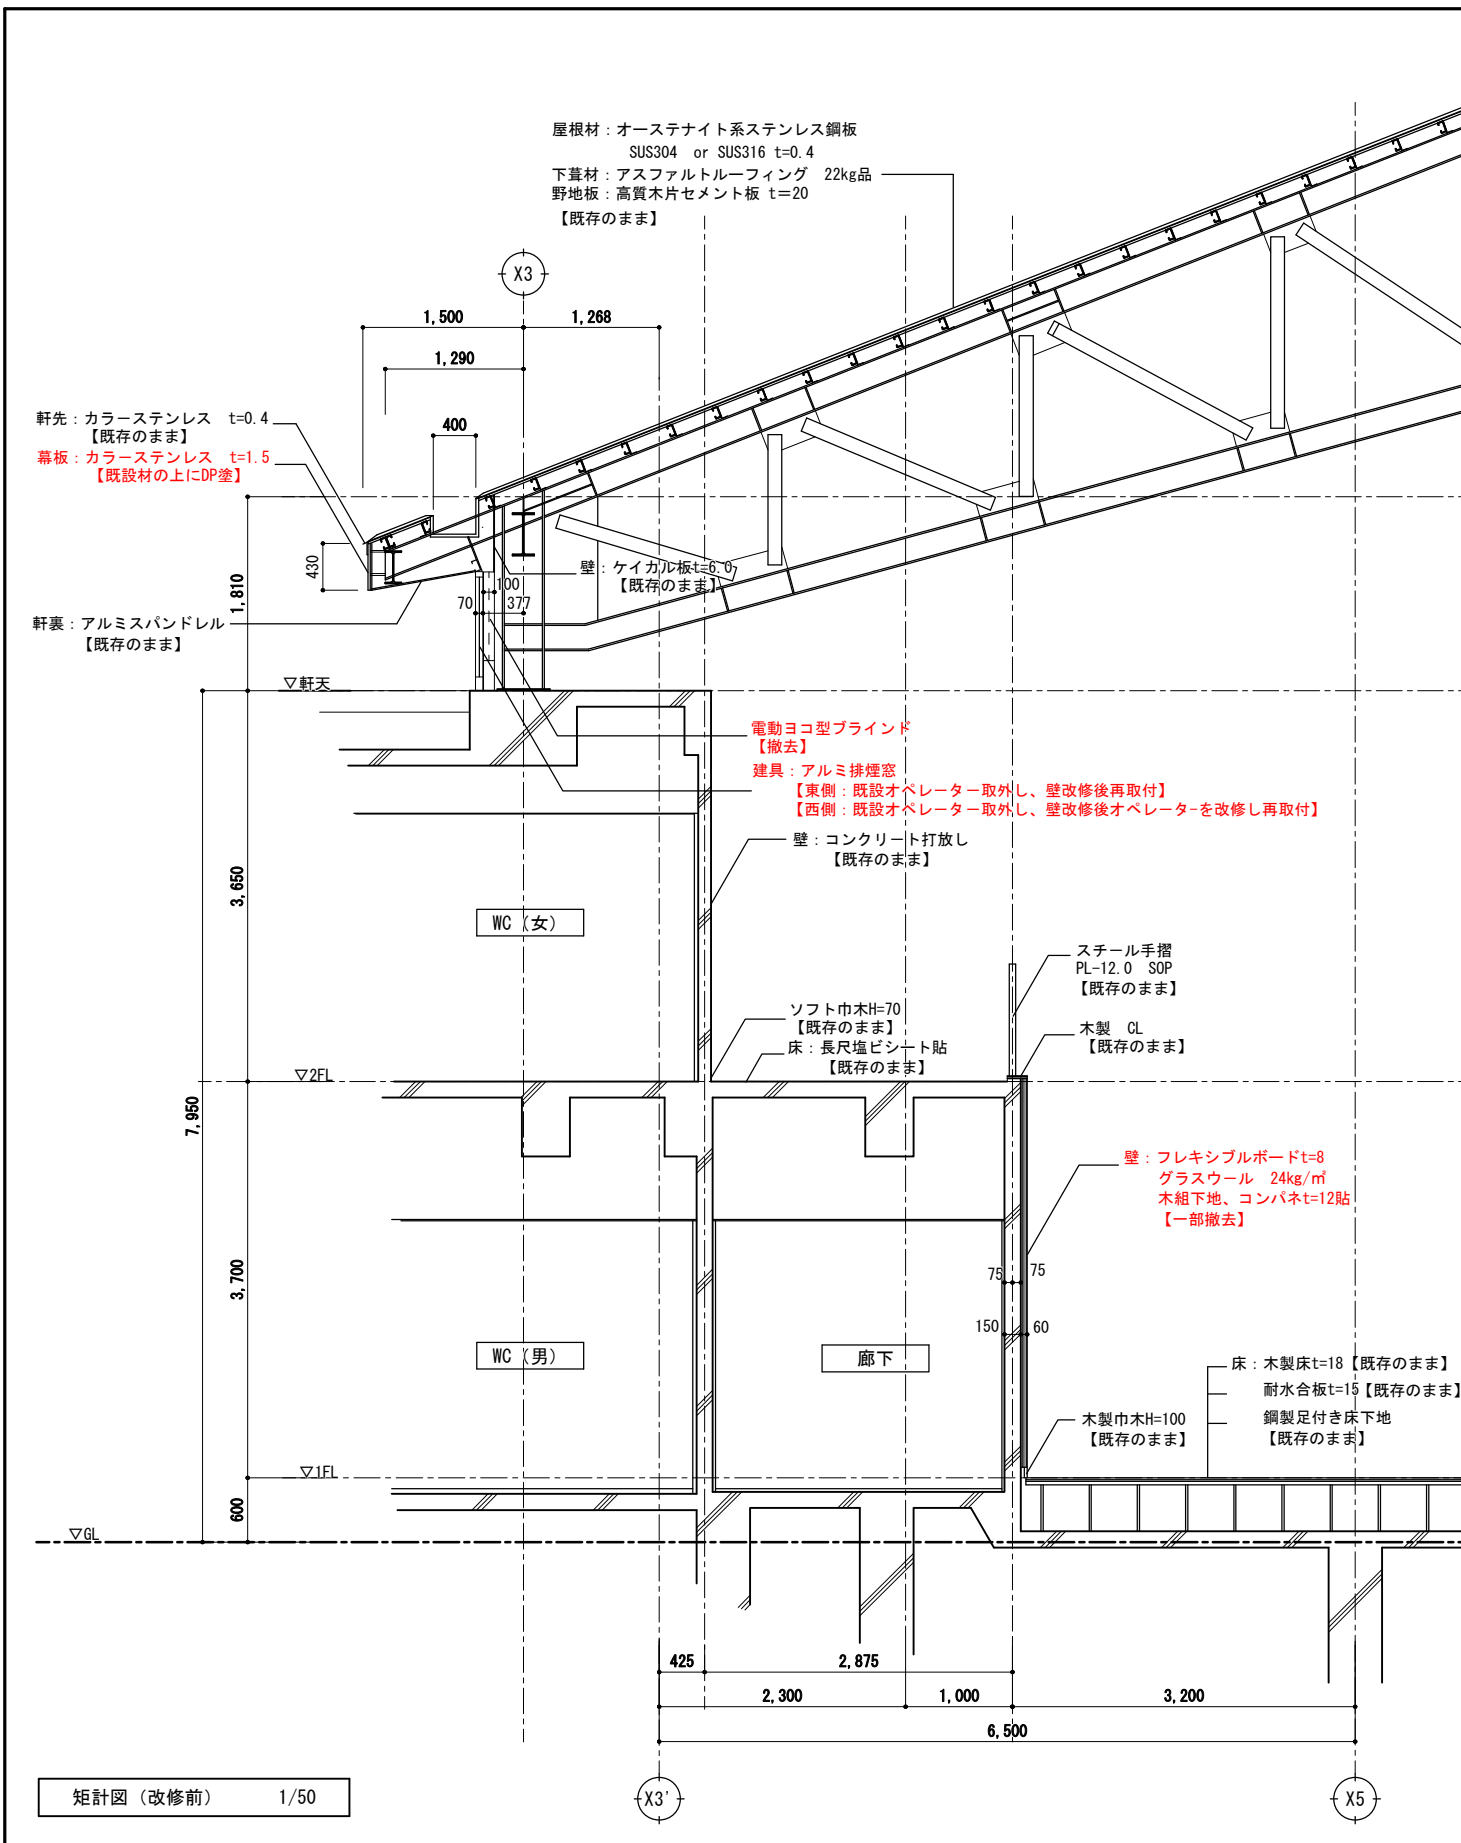 屋根材：オーステナイト系ステンレス鋼板
SUS304　or SUS316 t=0.4
下葺材：アスファルトルーフィング　22kg品
野地板：高質木片セメント板 t＝20
【既存のまま】
X3
1,500
1,268
1,290
400
軒先：カラーステンレス　t=0.4
【既存のまま】
幕板：カラーステンレス　t=1.5
【既設材の上にDP塗】
430
1,810
壁：ケイカル板t=6.0
【既存のまま】
100
70
377
軒裏：アルミスパンドレル
【既存のまま】
▽軒天
電動ヨコ型ブラインド
【撤去】
建具：アルミ排煙窓
【東側：既設オペレーター取外し、壁改修後再取付】
【西側：既設オペレーター取外し、壁改修後オペレーターを改修し再取付】
壁：コンクリート打放し
【既存のまま】
3,650
WC（女）
スチール手摺
PL-12.0　SOP
【既存のまま】
ソフト巾木H=70
【既存のまま】
床：長尺塩ビシート貼
【既存のまま】
木製　CL
【既存のまま】
▽2FL
7,950
壁：フレキシブルボードt=8
グラスウール　24kg/㎡
木組下地、コンパネt=12貼
【一部撤去】
3,700
75
75
150
60
WC（男）
廊下
床：木製床t=18【既存のまま】
耐水合板t=15【既存のまま】
鋼製足付き床下地
【既存のまま】
木製巾木H=100
【既存のまま】
▽1FL
600
▽GL
425
2,875
2,300
1,000
3,200
6,500
矩計図（改修前）　1/50
X3'
X5